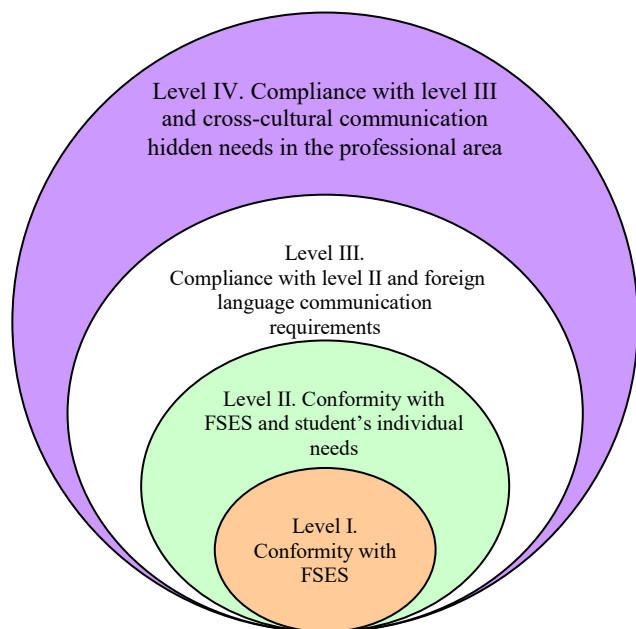 Level IV. Compliance with level III
and cross-cultural communication
hidden needs in the professional area
Level III.
Compliance with level II and foreign
language communication
requirements
Level II. Conformity with
FSES and student’s individual
needs
Level I.
Conformity with
FSES